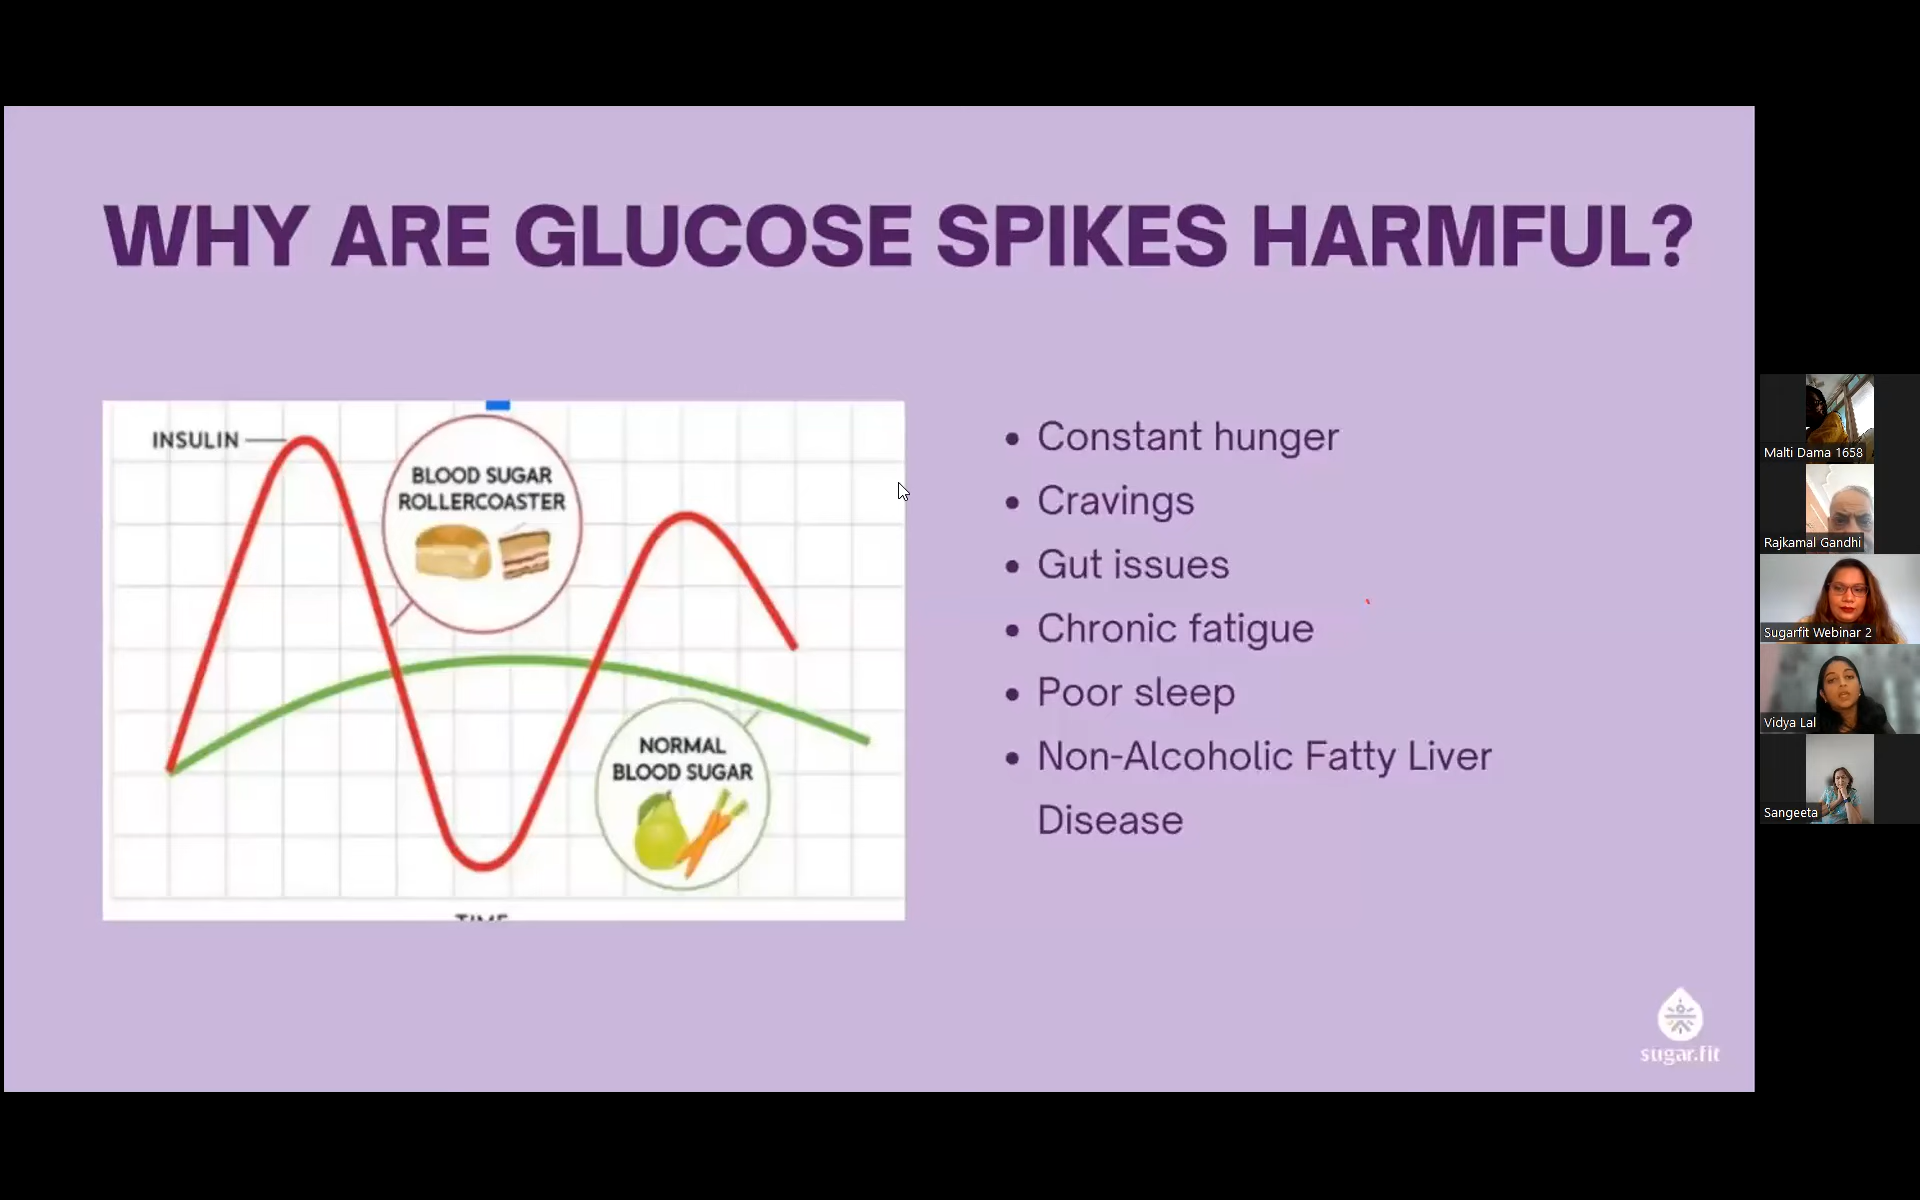 WHY ARE GLUCOSE SPIKES HARMFUL?
INSULIN
BLOOD SUGAR
ROLLERCOASTER
NORMAL
BLOOD SUGAR
TIME
• Constant hunger
• Cravings
• Gut issues
• Chronic fatigue
• Poor sleep
• Non-Alcoholic Fatty Liver
Disease
sugar.fit
Malti Dama 1658
Rajkamal Gandhi
Sugarfit Webinar 2
Vidya Lal
Sangeeta